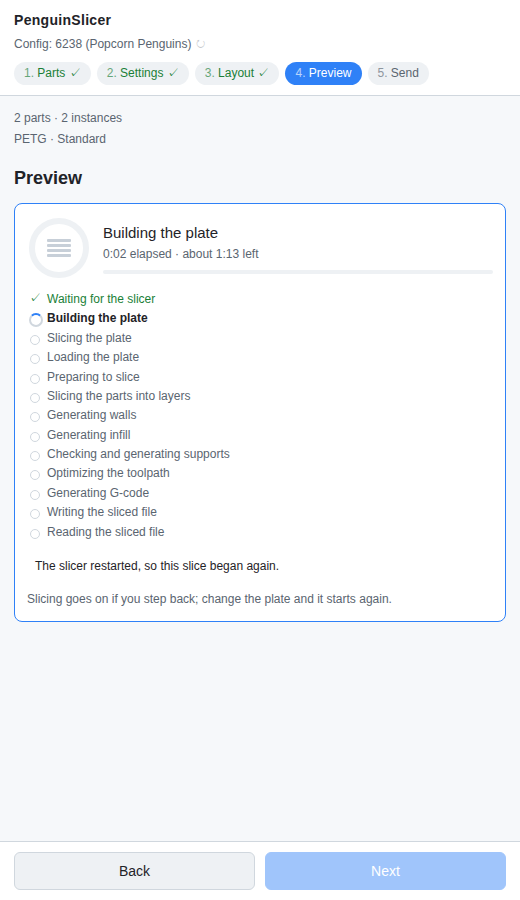 PenguinSlicer
Config: 6238 (Popcorn Penguins)
1. Parts ✓ 2. Settings ✓ 3. Layout ✓ 4. Preview 5. Send
2 parts · 2 instances
PETG · Standard
Preview
Building the plate
0:02 elapsed · about 1:13 left
✓ Waiting for the slicer
Building the plate
Slicing the plate
Loading the plate
Preparing to slice
Slicing the parts into layers
Generating walls
Generating infill
Checking and generating supports
Optimizing the toolpath
Generating G-code
Writing the sliced file
Reading the sliced file
The slicer restarted, so this slice began again.
Slicing goes on if you step back; change the plate and it starts again.
Back Next